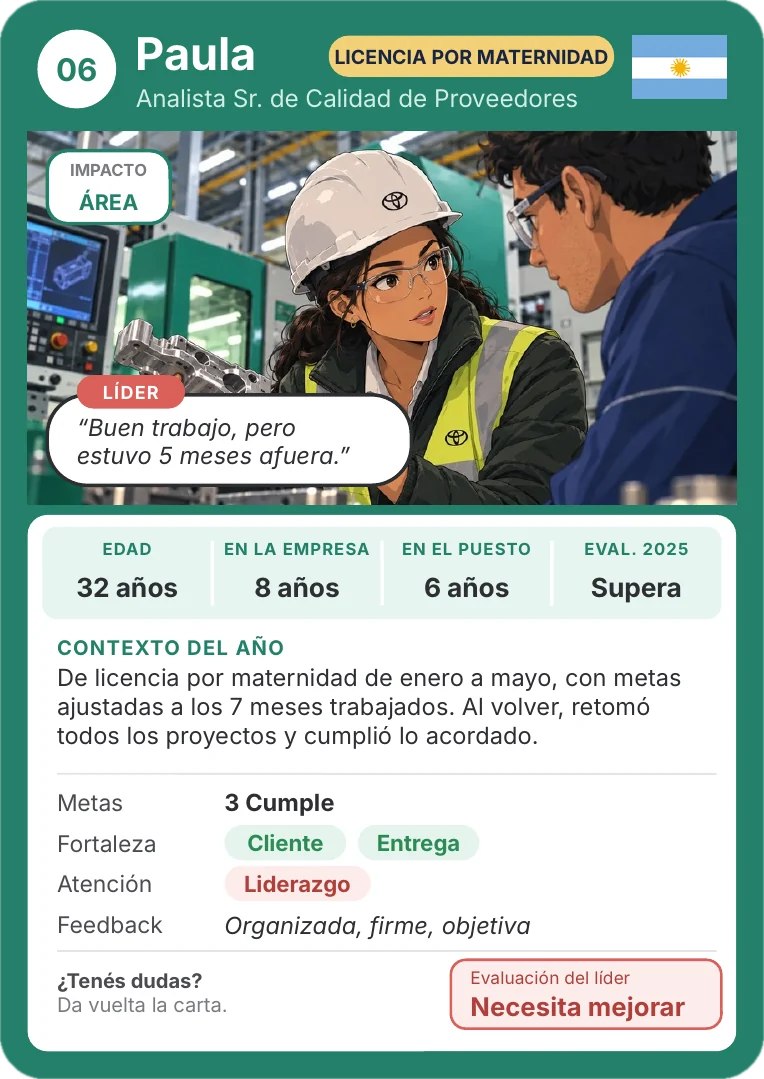 06
Paula
LICENCIA POR MATERNIDAD
Analista Sr. de Calidad de Proveedores
IMPACTO
ÁREA
LÍDER
“Buen trabajo, pero
estuvo 5 meses afuera.”
EDAD
32 años
EN LA EMPRESA
8 años
EN EL PUESTO
6 años
EVAL. 2025
Supera
CONTEXTO DEL AÑO
De licencia por maternidad de enero a mayo, con metas
ajustadas a los 7 meses trabajados. Al volver, retomó
todos los proyectos y cumplió lo acordado.
Metas 3 Cumple
Fortaleza Cliente Entrega
Atención Liderazgo
Feedback Organizada, firme, objetiva
¿Tenés dudas?
Da vuelta la carta.
Evaluación del líder
Necesita mejorar